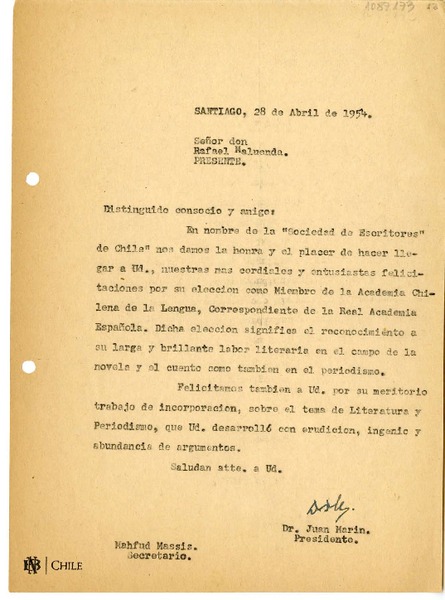 1087173
SANTIAGO, 28 de Abril de 1954.
Señor don
Rafael Maluenda.
PRESENTE.
Distinguido consocio y amigo:
En nombre de la "Sociedad de Escritores"
de Chile" nos damos la honra y el placer de hacer lle-
gar a Ud., nuestras mas cordiales y entusiastas felici-
taciones por su eleccion como Miembro de la Academia Chi-
lena de la Lengua, Correspondiente de la Real Academia
Española. Dicha eleccion significa el reconocimiento a
su larga y brillante labor literaria en el campo de la
novela y el cuento como tambien en el periodismo.
Felicitamos tambien a Ud. por su meritorio
trabajo de incorporacion, sobre el tema de Literatura y
Periodismo, que Ud. desarrolló con erudicion, ingenio y
abundancia de argumentos.
Saludan atte. a Ud.
Dr. Juan Marin.
Presidente.
Mahfud Massis.
Secretario.
BN CHILE